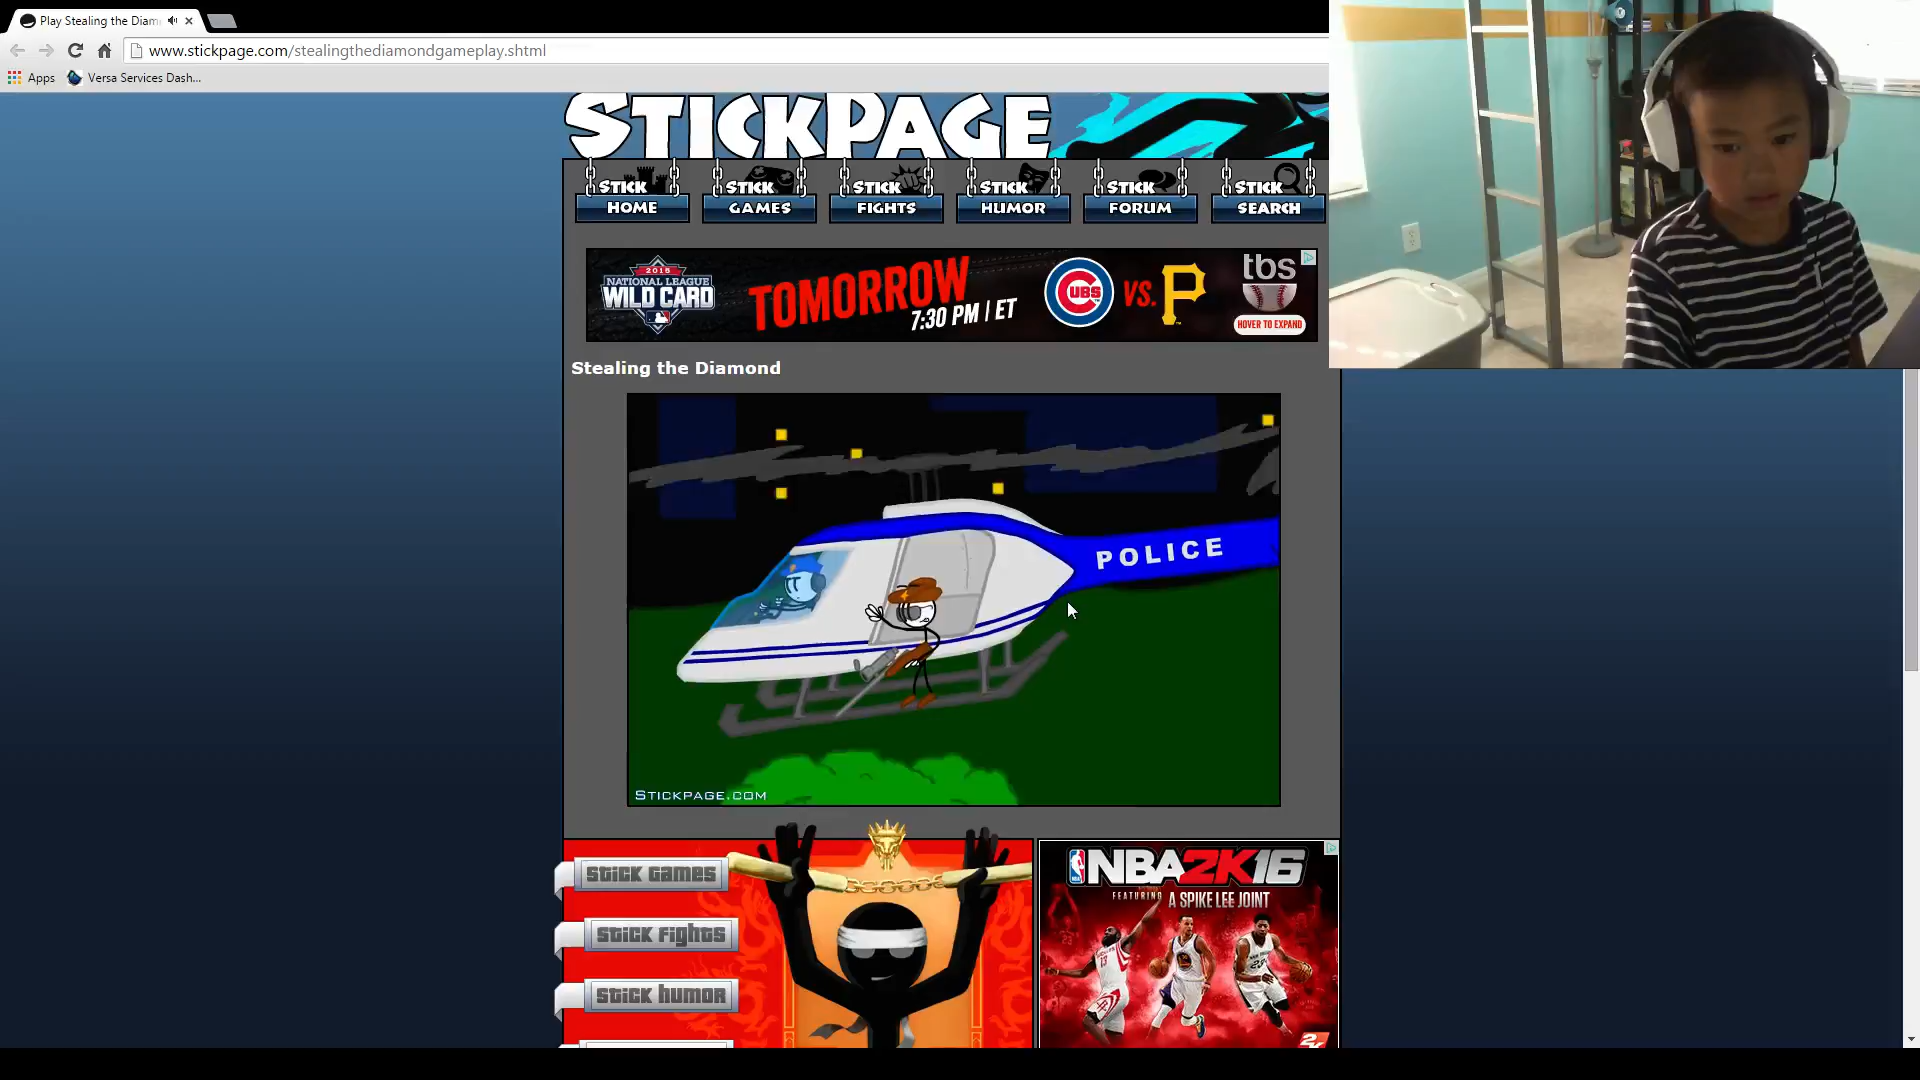 Play Stealing the Diam
www.stickpage.com/stealingthediamondgameplay.shtml
Apps
Versa Services Dash...
STICKPAGE
STICK HOME
STICK GAMES
STICK FIGHTS
STICK HUMOR
STICK FORUM
STICK SEARCH
2015
NATIONAL LEAGUE
WILD CARD
TOMORROW
7:30 PM | ET
CUBS
VS.
P
tbs
HOVER TO EXPAND
Stealing the Diamond
POLICE
STICKPAGE.COM
STICK GAMES
STICK FIGHTS
STICK HUMOR
NBA 2K16
FEATURING A SPIKE LEE JOINT
2K